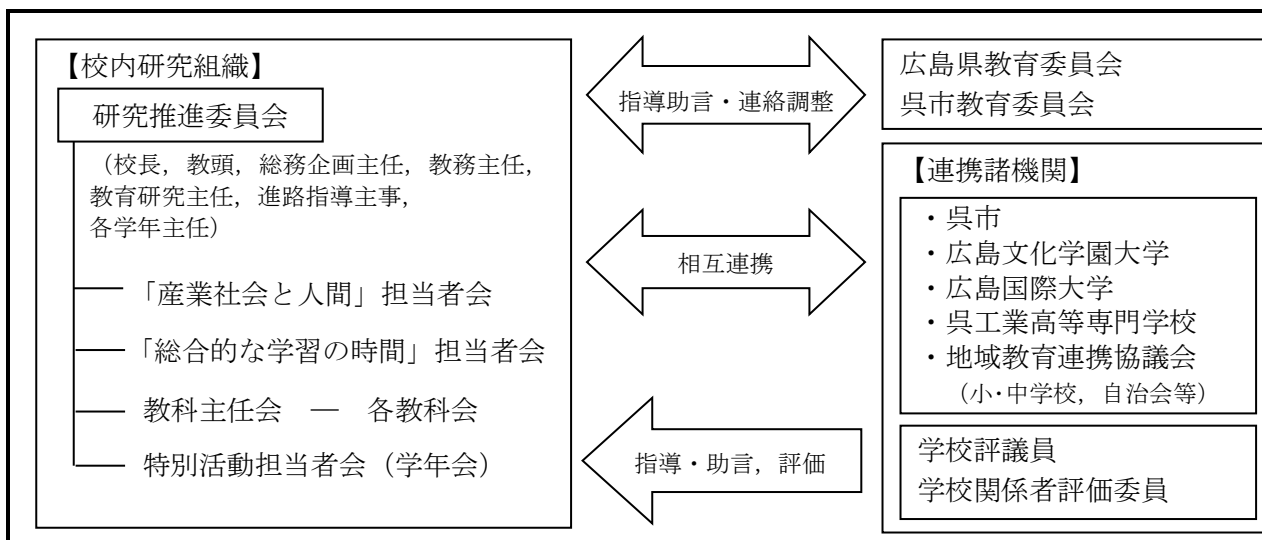 【校内研究組織】
研究推進委員会
（校長，教頭，総務企画主任，教務主任，
教育研究主任，進路指導主事，
各学年主任）
「産業社会と人間」担当者会
「総合的な学習の時間」担当者会
教科主任会　―　各教科会
特別活動担当者会（学年会）
指導助言・連絡調整
相互連携
指導・助言，評価
広島県教育委員会
呉市教育委員会
【連携諸機関】
・呉市
・広島文化学園大学
・広島国際大学
・呉工業高等専門学校
・地域教育連携協議会
（小・中学校，自治会等）
学校評議員
学校関係者評価委員